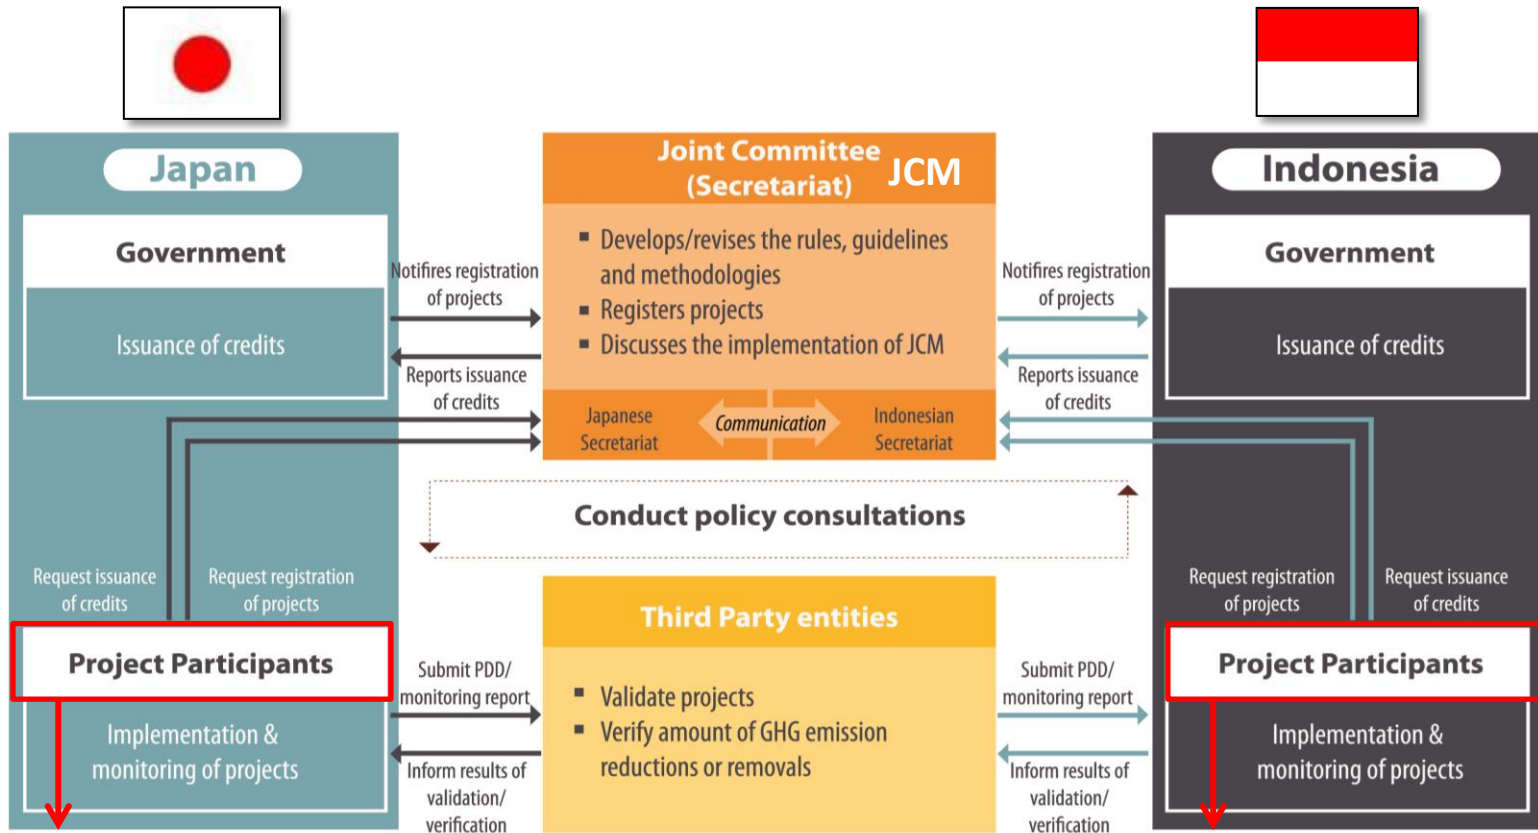 Japan
Government
Issuance of credits
Notifires registration
of projects
Reports issuance
of credits
Request issuance
of credits
Request registration
of projects
Project Participants
Implementation &
monitoring of projects
Submit PDD/
monitoring report
Inform results of
validation/
verification
Joint Committee
(Secretariat) JCM
▪ Develops/revises the rules, guidelines
and methodologies
▪ Registers projects
▪ Discusses the implementation of JCM
Japanese
Secretariat
Communication
Indonesian
Secretariat
Conduct policy consultations
Third Party entities
▪ Validate projects
▪ Verify amount of GHG emission
reductions or removals
Notifires registration
of projects
Reports issuance
of credits
Submit PDD/
monitoring report
Inform results of
validation/
verification
Indonesia
Government
Issuance of credits
Request registration
of projects
Request issuance
of credits
Project Participants
Implementation &
monitoring of projects